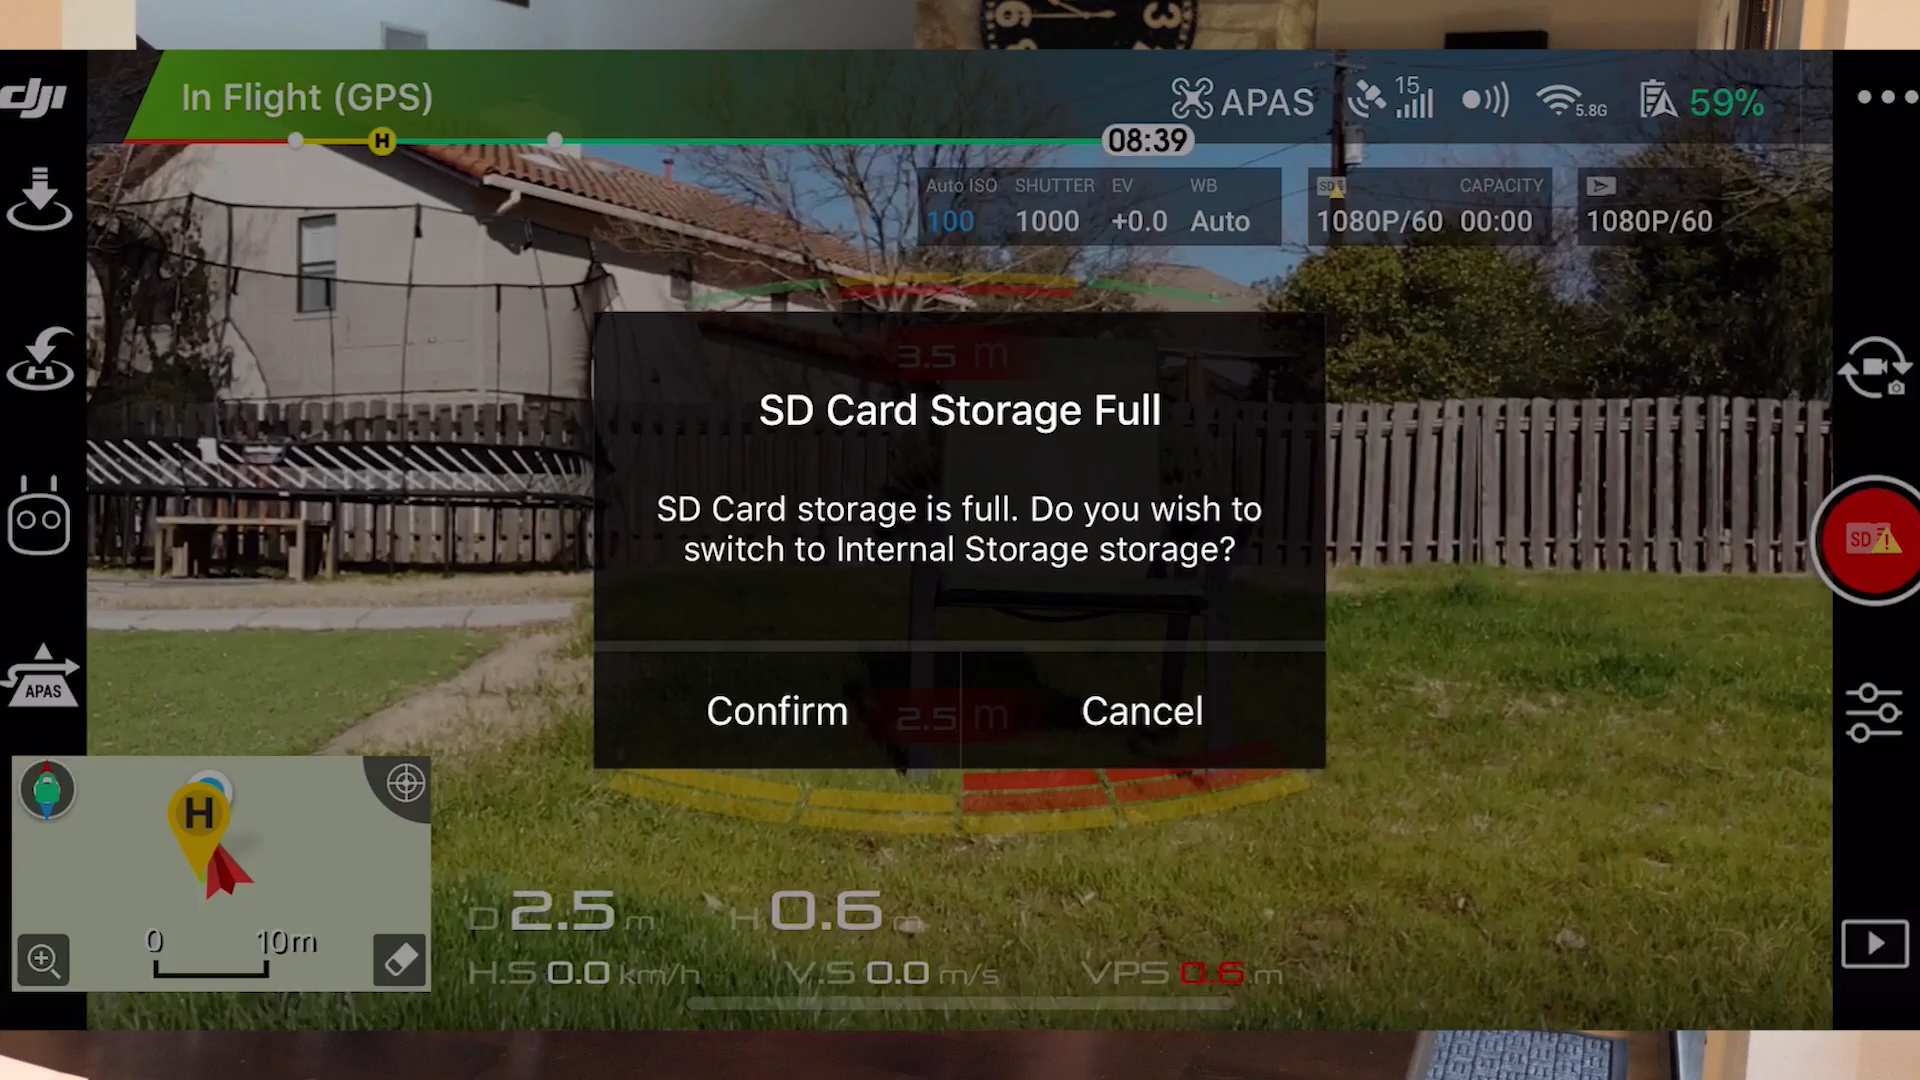 dji
In Flight (GPS)
APAS
15
5.8G
59%
H
08:39
Auto ISO SHUTTER EV WB
100 1000 +0.0 Auto
SD CAPACITY
1080P/60 00:00
1080P/60
3.5 m
SD Card Storage Full
SD Card storage is full. Do you wish to
switch to Internal Storage storage?
Confirm
Cancel
2.5 m
H
SD
APAS
H
0 10m
D 2.5 m H 0.6 m
H.S 0.0 km/h V.S 0.0 m/s VPS 0.6 m